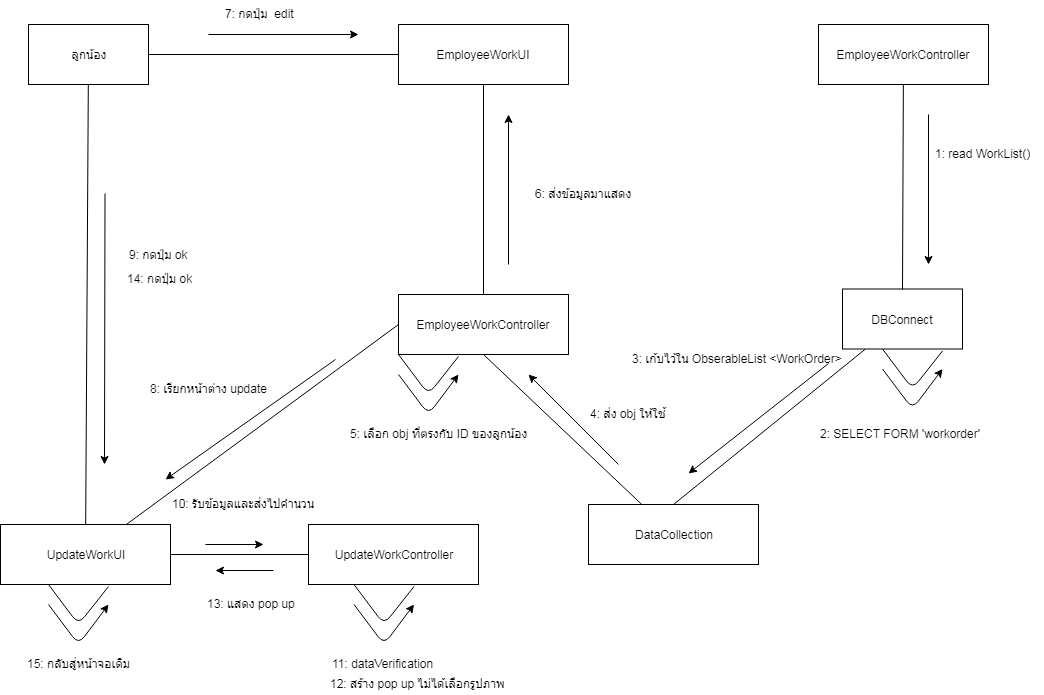 7: กดปุ่ม edit
ลูกน้อง
EmployeeWorkUI
EmployeeWorkController
1: read WorkList()
6: ส่งข้อมูลมาแสดง
9: กดปุ่ม ok
14: กดปุ่ม ok
EmployeeWorkController
DBConnect
3: เก้บไว้ใน ObserableList <WorkOrder>
8: เรียกหน้าต่าง update
4: ส่ง obj ให้ใช้
5: เลือก obj ที่ตรงกับ ID ของลูกน้อง
2: SELECT FORM 'workorder'
10: รับข้อมูลและส่งไปคำนวน
UpdateWorkUI
UpdateWorkController
DataCollection
13: แสดง pop up
15: กลับสู่หน้าจอเดิม
11: dataVerification
12: สร้าง pop up ไม่ได้เลือกรูปภาพ